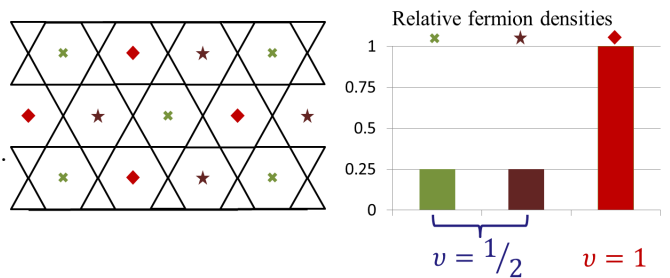 Relative fermion densities
1
0.75
0.5
0.25
0
υ = 1/2
υ = 1
.